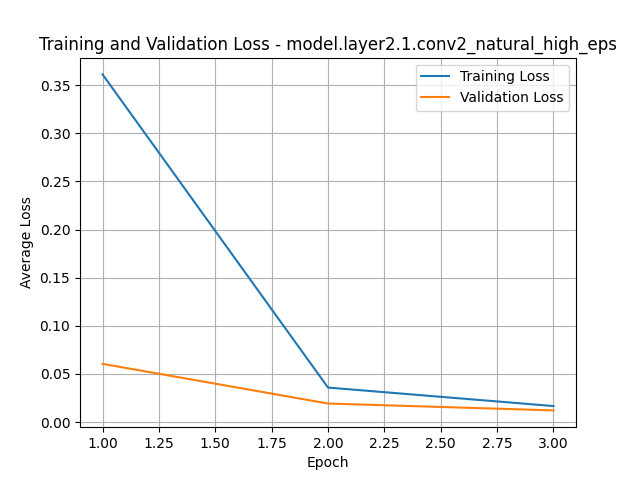 Training and Validation Loss - model.layer2.1.conv2_natural_high_eps
Training Loss
Validation Loss
0.35
0.30
0.25
0.20
0.15
0.10
0.05
0.00
Average Loss
1.00 1.25 1.50 1.75 2.00 2.25 2.50 2.75 3.00
Epoch